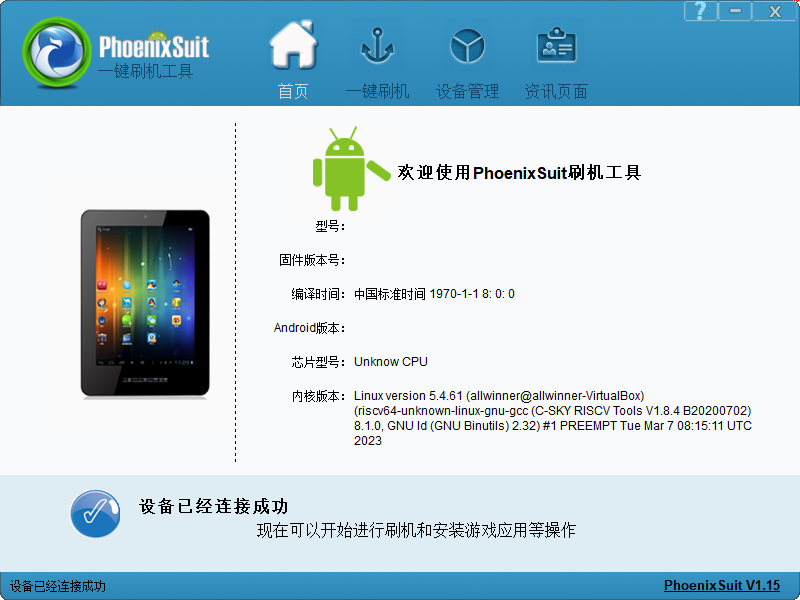 PhoenixSuit
一键刷机工具
首页
一键刷机
设备管理
资讯页面
欢迎使用PhoenixSuit刷机工具
型号：
固件版本号：
编译时间： 中国标准时间 1970-1-1 8: 0: 0
Android版本：
芯片型号： Unknow CPU
内核版本： Linux version 5.4.61 (allwinner@allwinner-VirtualBox)
(riscv64-unknown-linux-gnu-gcc (C-SKY RISCV Tools V1.8.4 B20200702)
8.1.0, GNU ld (GNU Binutils) 2.32) #1 PREEMPT Tue Mar 7 08:15:11 UTC
2023
设备已经连接成功
现在可以开始进行刷机和安装游戏应用等操作
设备已经连接成功
PhoenixSuit V1.15